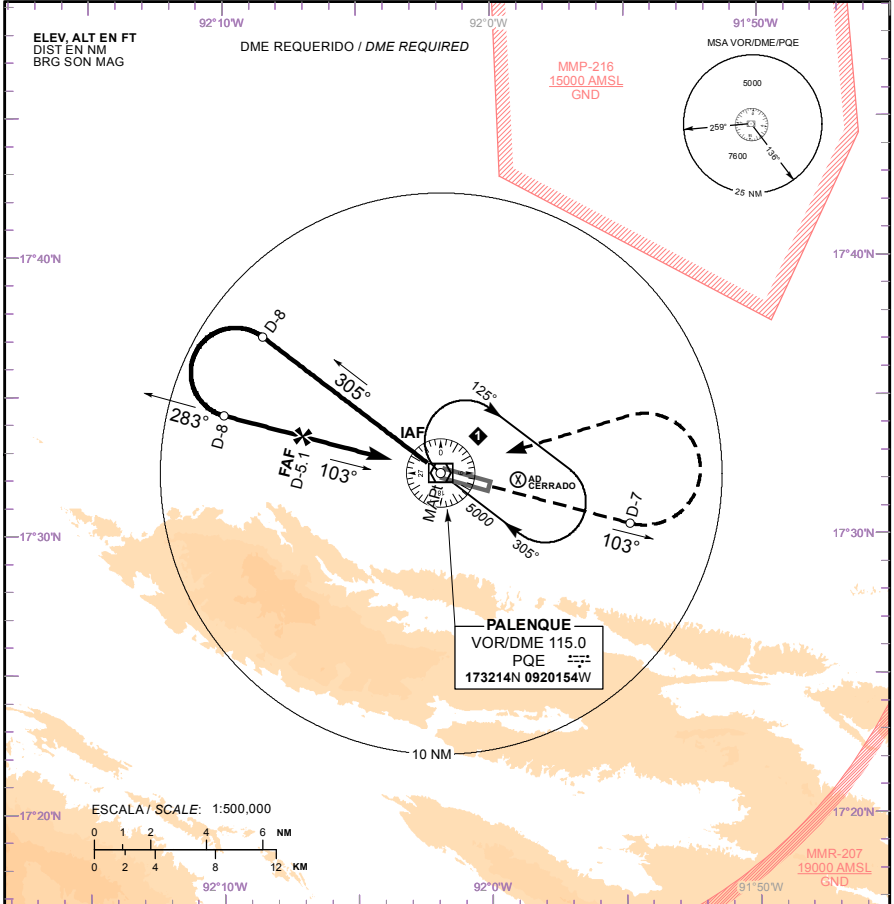 92°10'W
92°0'W
91°50'W
ELEV, ALT EN FT
DIST EN NM
BRG SON MAG
DME REQUERIDO / DME REQUIRED
MSA VOR/DME/PQE
5000
259°
136°
7600
25 NM
MMP-216
15000 AMSL
GND
17°40'N
17°40'N
D-8
305°
283°
D-8
FAF
D-5.1
103°
IAF
125°
1
0
27
18
MAPt
AD
CERRADO
X
5000
305°
D-7
103°
17°30'N
17°30'N
PALENQUE
VOR/DME 115.0
PQE
173214N 0920154W
10 NM
ESCALA / SCALE: 1:500,000
0 1 2 4 6 NM
0 2 4 8 12 KM
17°20'N
17°20'N
MMR-207
19000 AMSL
GND
92°10'W
92°0'W
91°50'W